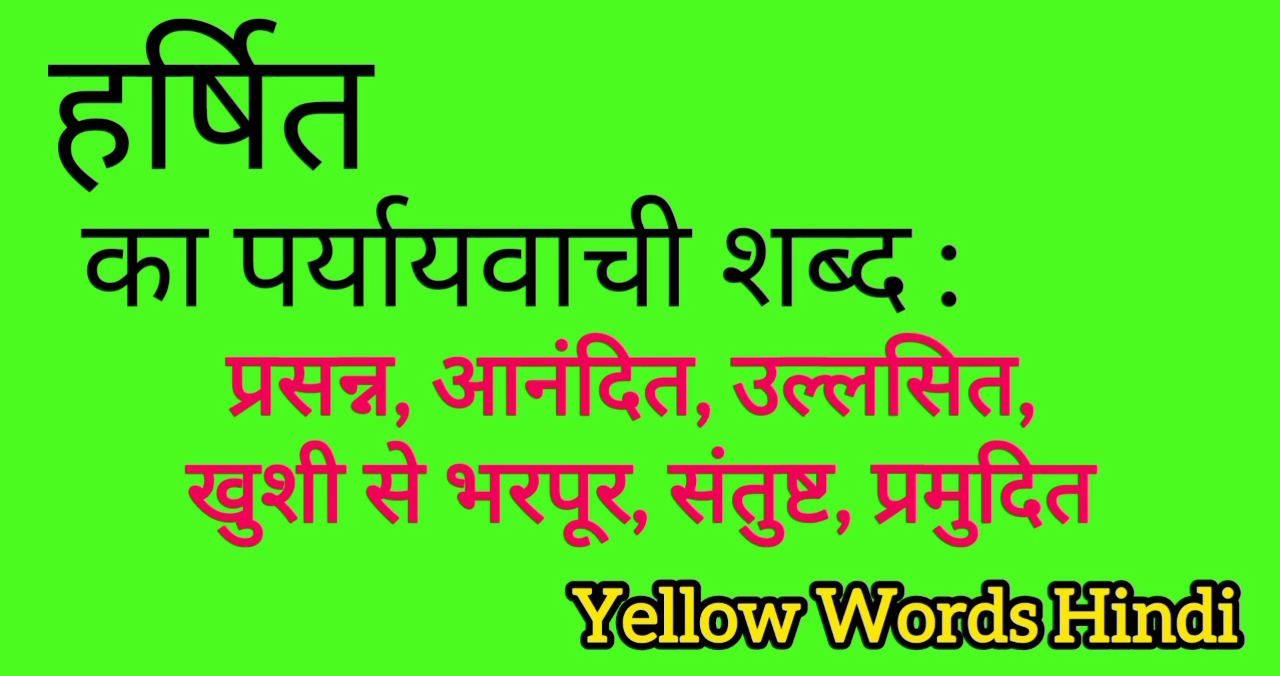 हर्षित
का पर्यायवाची शब्द :
प्रसन्न, आनंदित, उल्लसित,
खुशी से भरपूर, संतुष्ट, प्रमुदित
Yellow Words Hindi